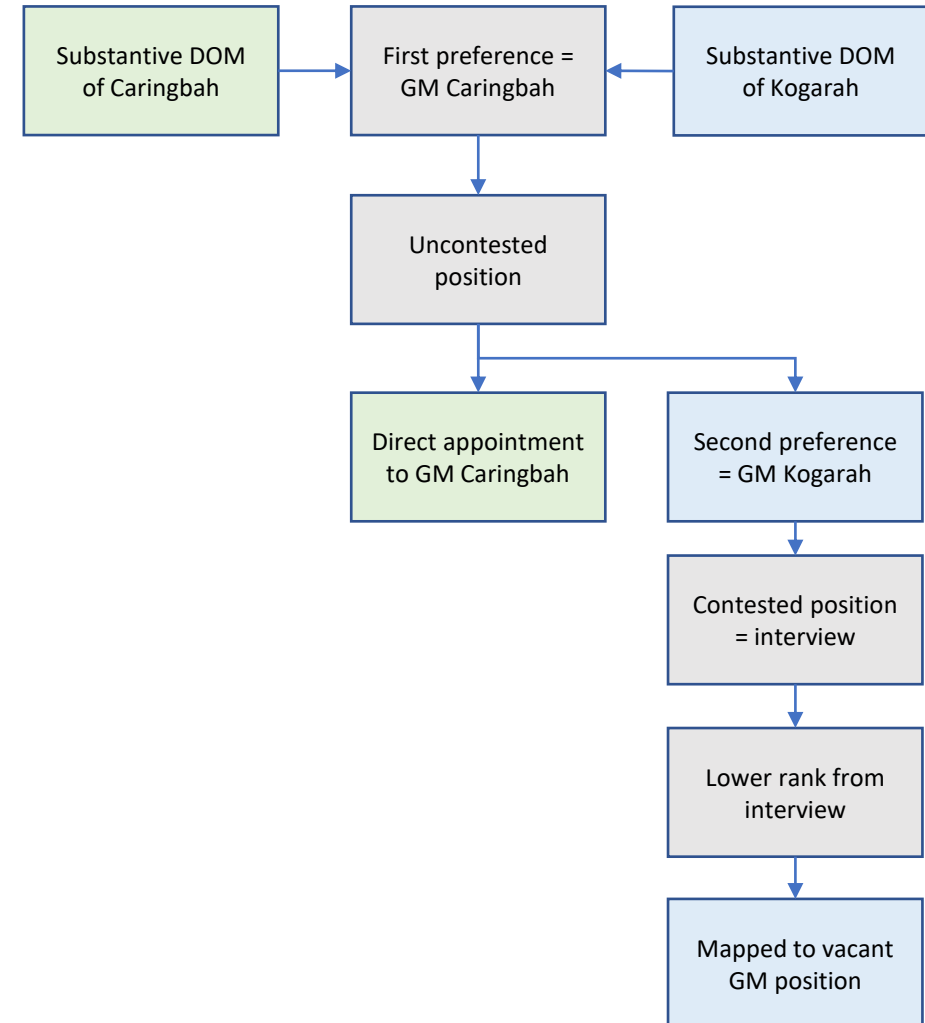 Substantive DOM
of Caringbah
First preference =
GM Caringbah
Substantive DOM
of Kogarah
Uncontested
position
Direct appointment
to GM Caringbah
Second preference
= GM Kogarah
Contested position
= interview
Lower rank from
interview
Mapped to vacant
GM position